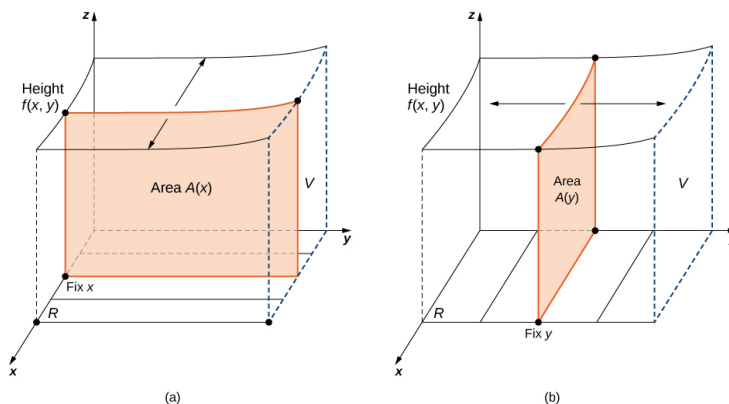 z
Height
f(x, y)
Area A(x)
V
y
Fix x
R
x
(a)
z
Height
f(x, y)
Area
A(y)
V
R
Fix y
x
(b)